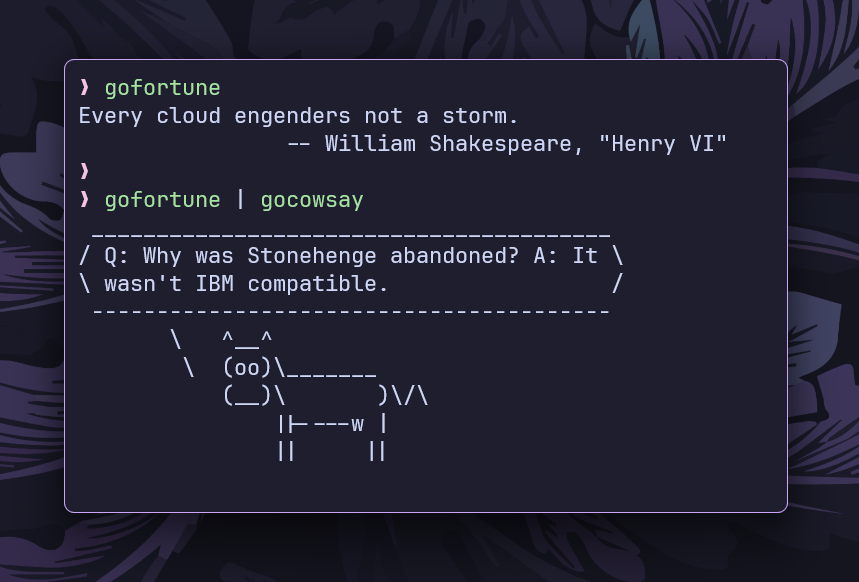 ❱ gofortune
Every cloud engenders not a storm.
                -- William Shakespeare, "Henry VI"
❱
❱ gofortune | gocowsay
 ________________________________________
/ Q: Why was Stonehenge abandoned? A: It \
\ wasn't IBM compatible.                 /
 ----------------------------------------
       \   ^__^
        \  (oo)\_______
           (__)\       )\/\
               ||----w |
               ||     ||